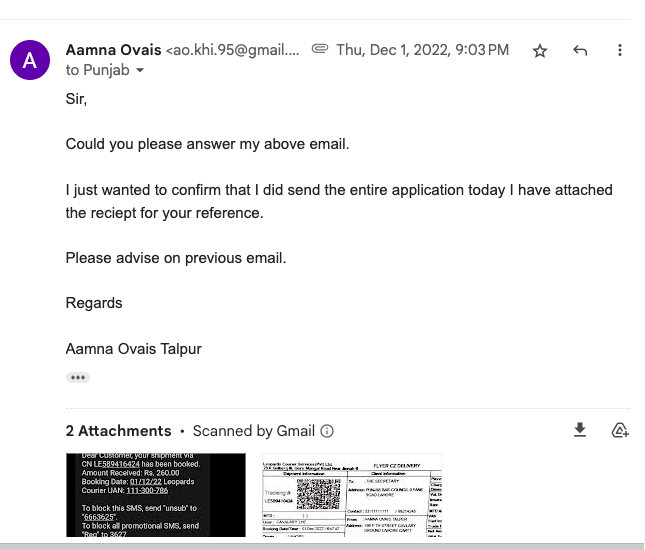 Aamna Ovais <ao.khi.95@gmail.... Thu, Dec 1, 2022, 9:03 PM
A
to Punjab
Sir,
Could you please answer my above email.
I just wanted to confirm that I did send the entire application today I have attached
the reciept for your reference.
Please advise on previous email.
Regards
Aamna Ovais Talpur
2 Attachments • Scanned by Gmail
Dear Customer, your shipment via
CN LE589416424 has been booked.
Amount Received: Rs. 260.00
Booking Date: 01/12/22 Leopards
Courier UAN: 111-300-786
To block this SMS, send "unsub" to
"6663625".
To block all promotional SMS, send
"Reg" to 3627
Leopards Courier Services (Pvt) Ltd
FLYER CZ DELIVERY
Shipment Information
Client Information
Tracking #
LE589416424
To : THE SECRETARY
Address : PUNJAB BAR COUNCIL 9 FANE
ROAD LAHORE
Contact :
From : AAMNA OVAIS TALPUR
Address :
GROUND LAHORE CANTT